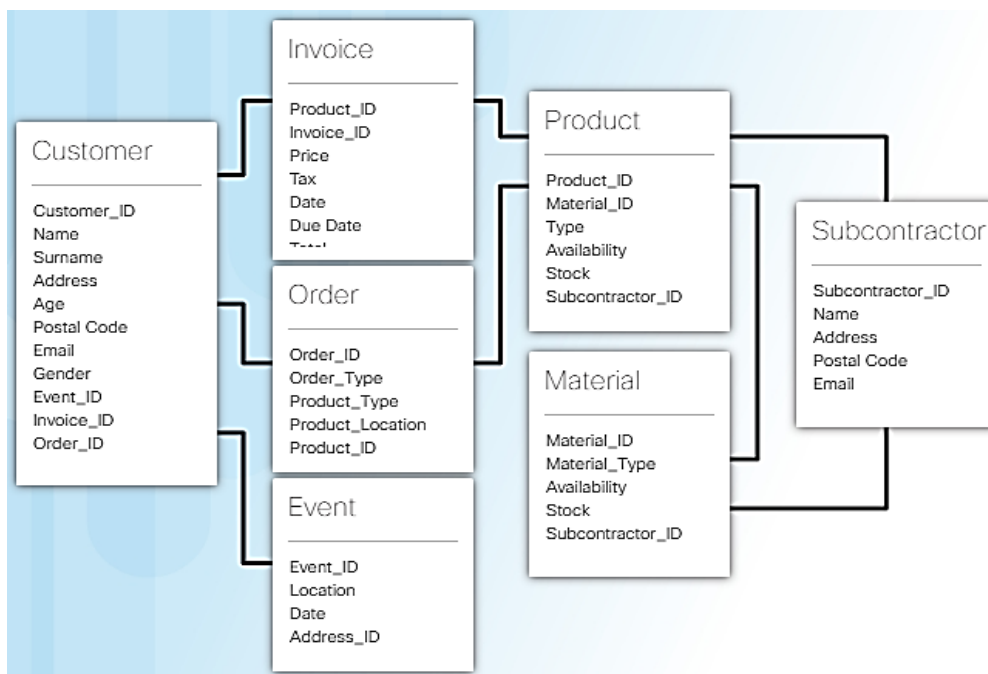 Customer
Customer_ID
Name
Surname
Address
Age
Postal Code
Email
Gender
Event_ID
Invoice_ID
Order_ID
Invoice
Product_ID
Invoice_ID
Price
Tax
Date
Due Date
Order
Order_ID
Order_Type
Product_Type
Product_Location
Product_ID
Event
Event_ID
Location
Date
Address_ID
Product
Product_ID
Material_ID
Type
Availability
Stock
Subcontractor_ID
Material
Material_ID
Material_Type
Availability
Stock
Subcontractor_ID
Subcontractor
Subcontractor_ID
Name
Address
Postal Code
Email